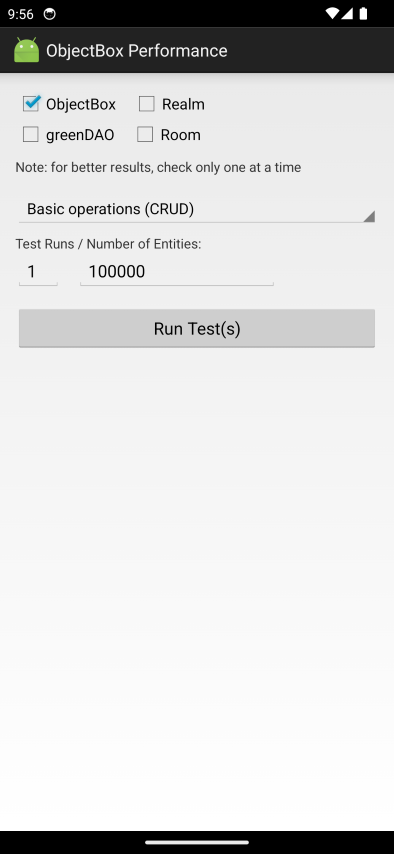 9:56
ObjectBox Performance
ObjectBox Realm
greenDAO Room
Note: for better results, check only one at a time
Basic operations (CRUD)
Test Runs / Number of Entities:
1 100000
Run Test(s)